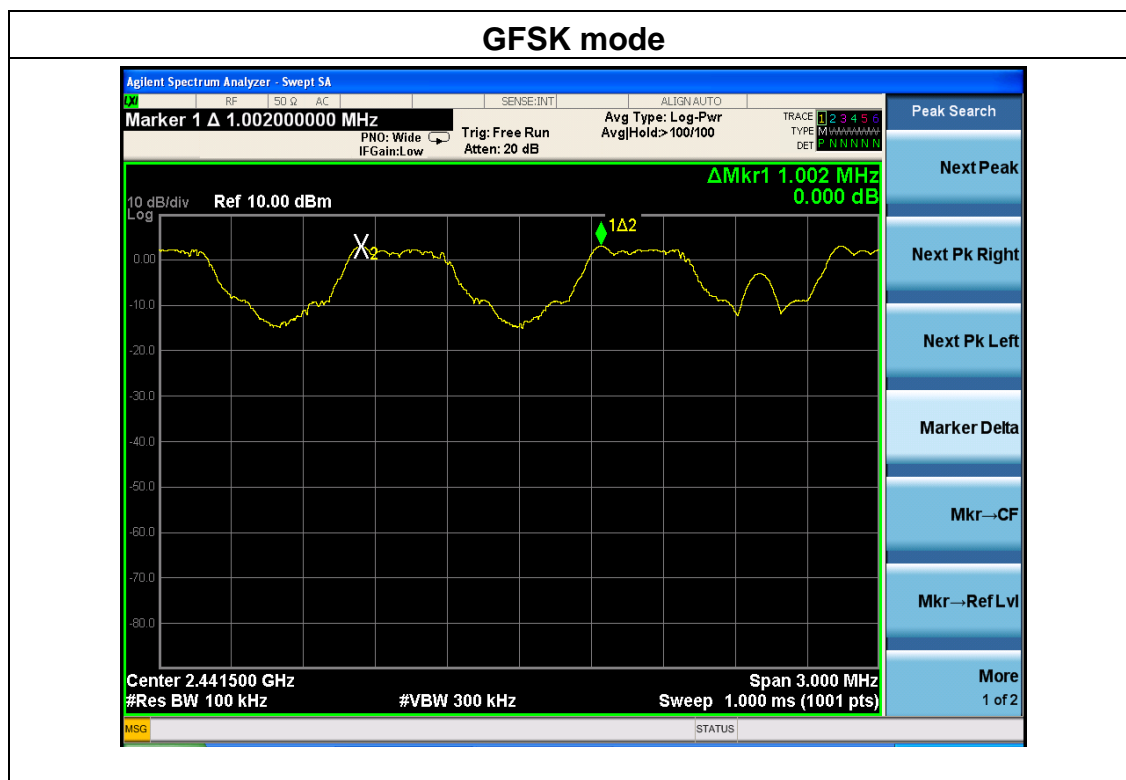 GFSK mode
Agilent Spectrum Analyzer - Swept SA
LXI RF 50 Ω AC SENSE:INT ALIGN AUTO
Marker 1 Δ 1.002000000 MHz
PNO: Wide
IFGain:Low
Trig: Free Run
Atten: 20 dB
Avg Type: Log-Pwr
Avg|Hold:>100/100
TRACE 1 2 3 4 5 6
TYPE M WWWWW
DET P N N N N N
ΔMkr1 1.002 MHz
0.000 dB
10 dB/div Ref 10.00 dBm
Log
1Δ2
X2
0.00
-10.0
-20.0
-30.0
-40.0
-50.0
-60.0
-70.0
-80.0
Center 2.441500 GHz Span 3.000 MHz
#Res BW 100 kHz #VBW 300 kHz Sweep 1.000 ms (1001 pts)
MSG STATUS
Peak Search
Next Peak
Next Pk Right
Next Pk Left
Marker Delta
Mkr→CF
Mkr→Ref Lvl
More
1 of 2